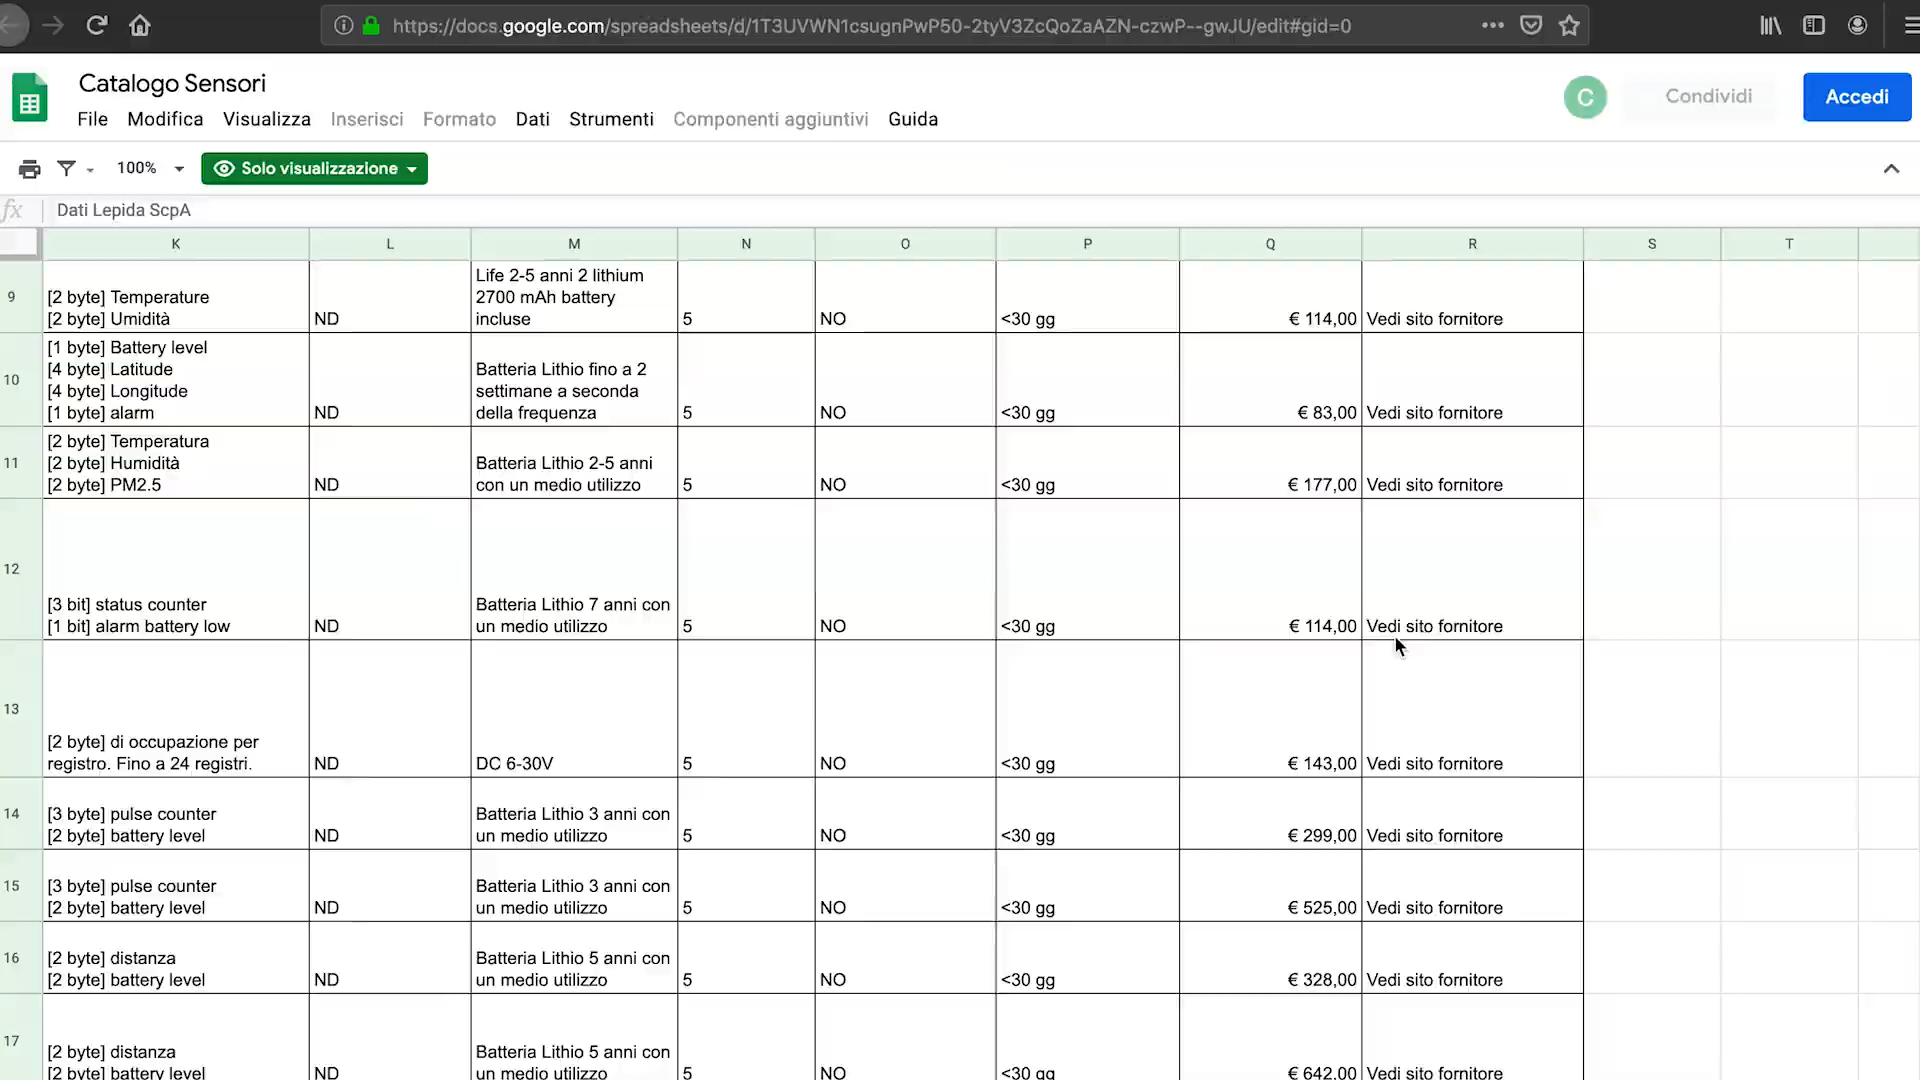 https://docs.google.com/spreadsheets/d/1T3UVWN1csugnPwP50-2tyV3ZcQoZaAZN-czwP--gwJU/edit#gid=0
Catalogo Sensori
File Modifica Visualizza Inserisci Formato Dati Strumenti Componenti aggiuntivi Guida
C
Condividi
Accedi
100%
Solo visualizzazione
fx Dati Lepida ScpA
K L M N O P Q R S T
9
[2 byte] Temperature
[2 byte] Umidità
ND
Life 2-5 anni 2 lithium
2700 mAh battery
incluse
5
NO
<30 gg
€ 114,00
Vedi sito fornitore
10
[1 byte] Battery level
[4 byte] Latitude
[4 byte] Longitude
[1 byte] alarm
ND
Batteria Lithio fino a 2
settimane a seconda
della frequenza
5
NO
<30 gg
€ 83,00
Vedi sito fornitore
11
[2 byte] Temperatura
[2 byte] Humidità
[2 byte] PM2.5
ND
Batteria Lithio 2-5 anni
con un medio utilizzo
5
NO
<30 gg
€ 177,00
Vedi sito fornitore
12
[3 bit] status counter
[1 bit] alarm battery low
ND
Batteria Lithio 7 anni con
un medio utilizzo
5
NO
<30 gg
€ 114,00
Vedi sito fornitore
13
[2 byte] di occupazione per
registro. Fino a 24 registri.
ND
DC 6-30V
5
NO
<30 gg
€ 143,00
Vedi sito fornitore
14
[3 byte] pulse counter
[2 byte] battery level
ND
Batteria Lithio 3 anni con
un medio utilizzo
5
NO
<30 gg
€ 299,00
Vedi sito fornitore
15
[3 byte] pulse counter
[2 byte] battery level
ND
Batteria Lithio 3 anni con
un medio utilizzo
5
NO
<30 gg
€ 525,00
Vedi sito fornitore
16
[2 byte] distanza
[2 byte] battery level
ND
Batteria Lithio 5 anni con
un medio utilizzo
5
NO
<30 gg
€ 328,00
Vedi sito fornitore
17
[2 byte] distanza
[2 byte] battery level
ND
Batteria Lithio 5 anni con
un medio utilizzo
5
NO
<30 gg
€ 642,00
Vedi sito fornitore